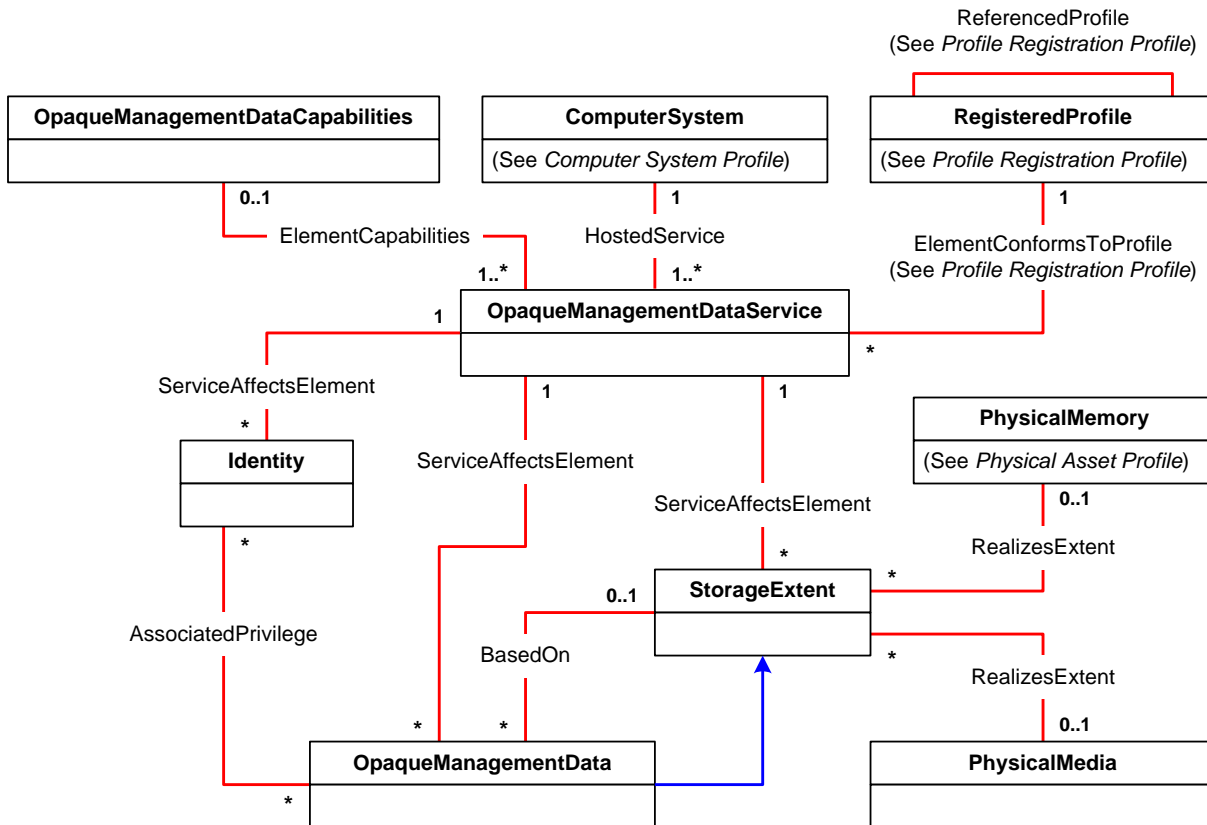 ReferencedProfile
(See Profile Registration Profile)
OpaqueManagementDataCapabilities
ComputerSystem
(See Computer System Profile)
RegisteredProfile
(See Profile Registration Profile)
0..1
1
1
ElementCapabilities
HostedService
ElementConformsToProfile
(See Profile Registration Profile)
1..*
1..*
OpaqueManagementDataService
1
*
ServiceAffectsElement
1
1
*
Identity
ServiceAffectsElement
PhysicalMemory
(See Physical Asset Profile)
ServiceAffectsElement
0..1
*
*
RealizesExtent
*
StorageExtent
0..1
AssociatedPrivilege
BasedOn
*
RealizesExtent
*
*
0..1
OpaqueManagementData
PhysicalMedia
*